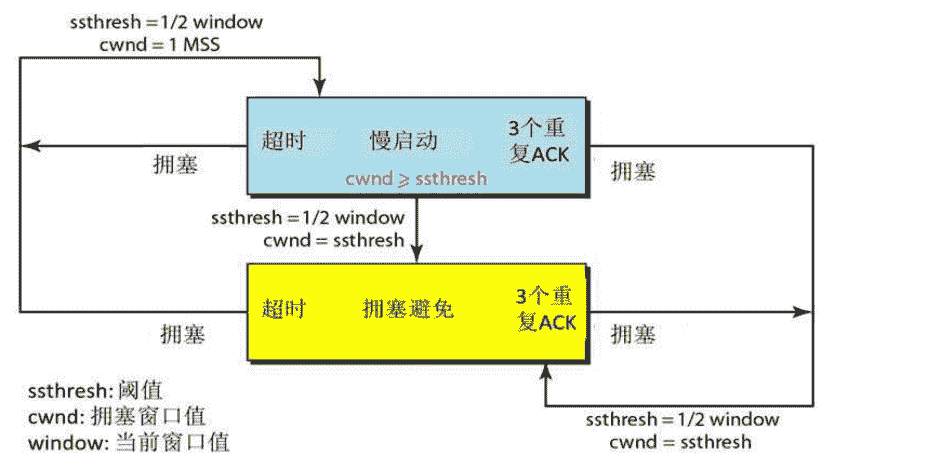 ssthresh =1/2 window
cwnd = 1 MSS
超时
慢启动
3个重
复ACK
拥塞
拥塞
cwnd ⩾ ssthresh
ssthresh =1/2 window
cwnd = ssthresh
超时
拥塞避免
3个重
复ACK
拥塞
拥塞
ssthresh: 阈值
cwnd: 拥塞窗口值
window: 当前窗口值
ssthresh =1/2 window
cwnd = ssthresh